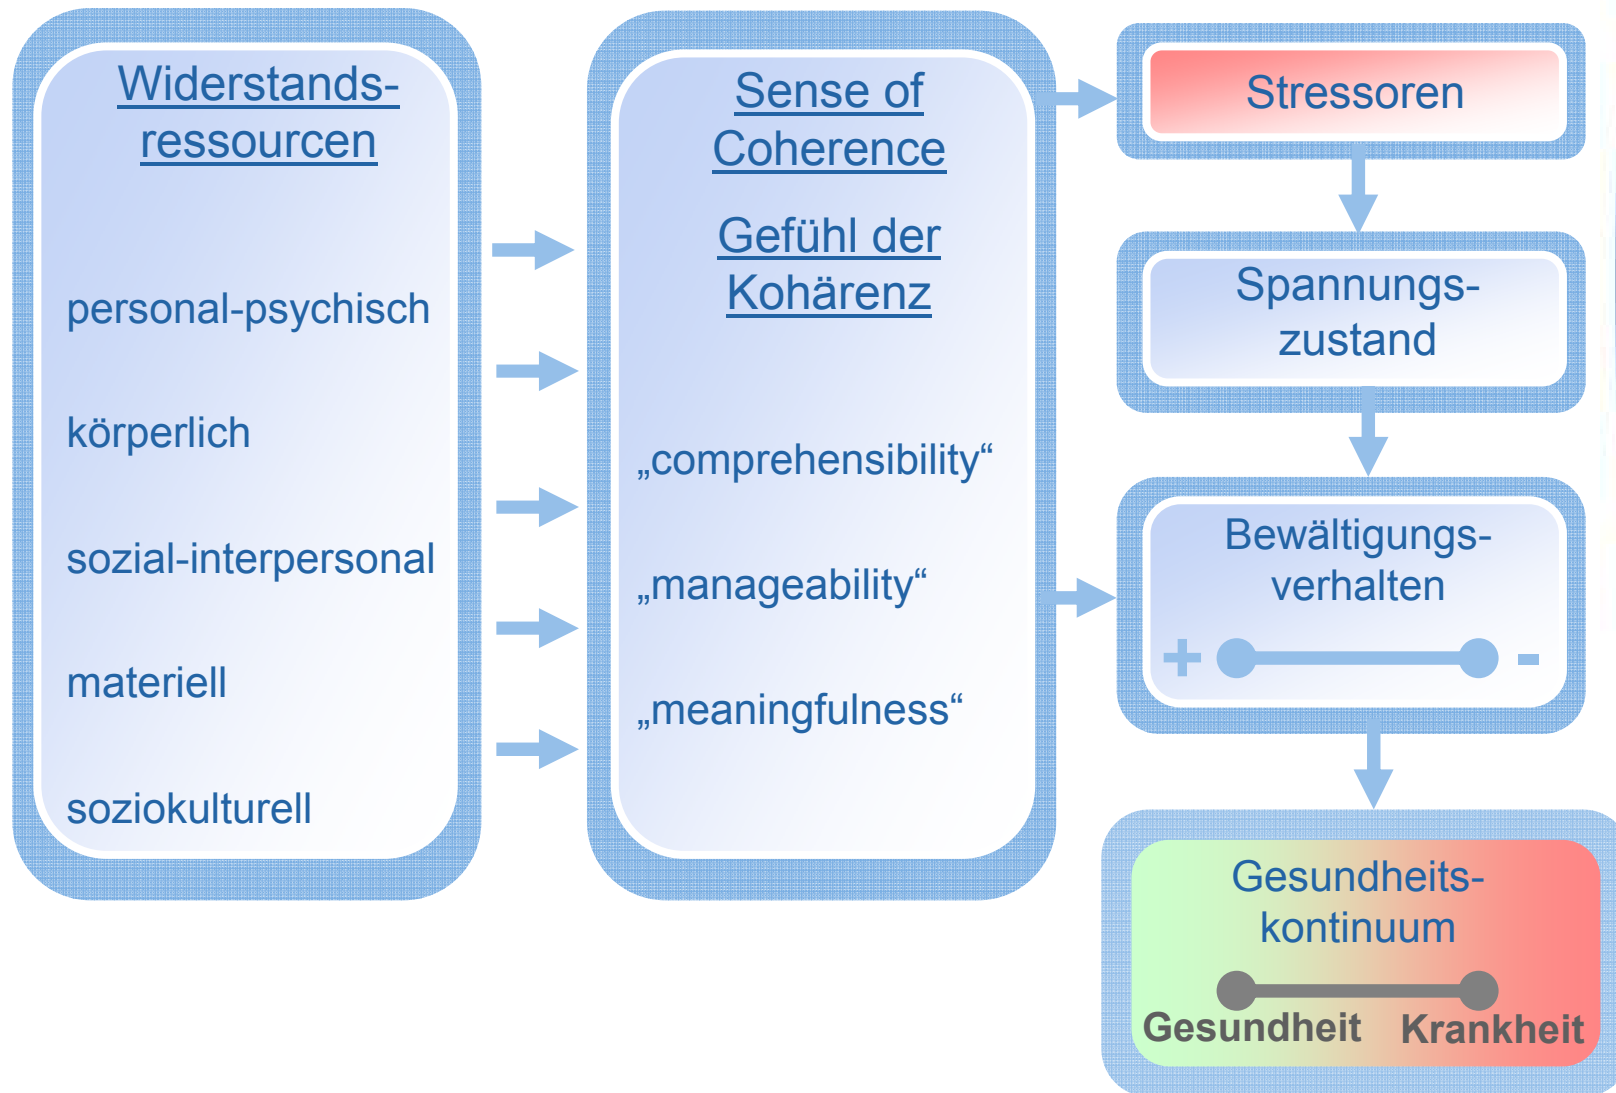 Widerstands-
ressourcen
personal-psychisch
körperlich
sozial-interpersonal
materiell
soziokulturell
Sense of
Coherence
Gefühl der
Kohärenz
„comprehensibility“
„manageability“
„meaningfulness“
Stressoren
Spannungs-
zustand
Bewältigungs-
verhalten
+ -
Gesundheits-
kontinuum
Gesundheit Krankheit